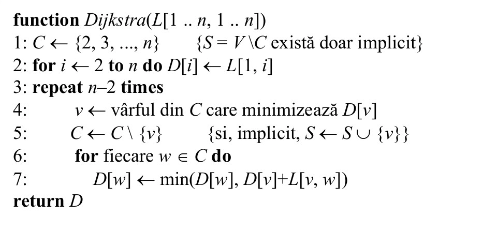 function Dijkstra(L[1 .. n, 1 .. n])
1: C ← {2, 3, ..., n} {S = V \C există doar implicit}
2: for i ← 2 to n do D[i] ← L[1, i]
3: repeat n–2 times
4: v ← vârful din C care minimizează D[v]
5: C ← C \ {v} {si, implicit, S ← S ∪ {v}}
6: for fiecare w ∈ C do
7: D[w] ← min(D[w], D[v]+L[v, w])
return D